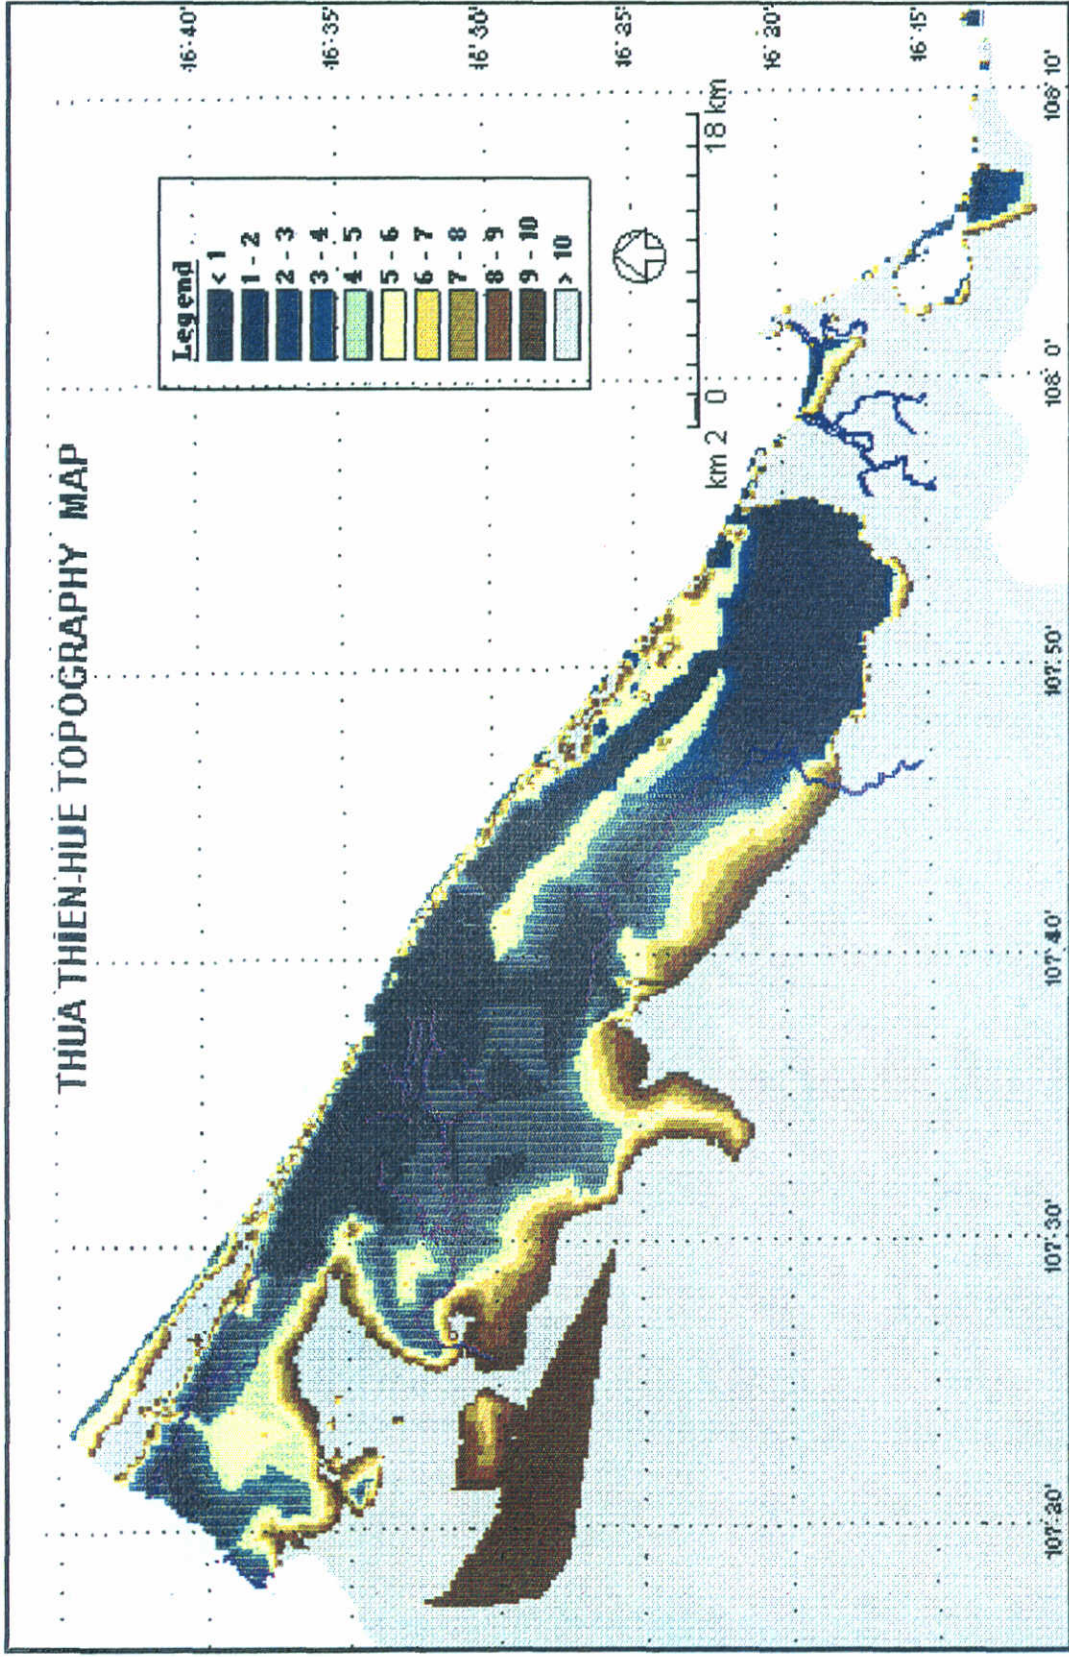 THUA THIEN-HUE TOPOGRAPHY MAP
Legend
< 1
1 - 2
2 - 3
3 - 4
4 - 5
5 - 6
6 - 7
7 - 8
8 - 9
9 - 10
> 10
km 2 0 18 km
16°40'
16°35'
16°30'
16°25'
16°20'
16°15'
107°20'
107°30'
107°40'
107°50'
108° 0'
108°10'